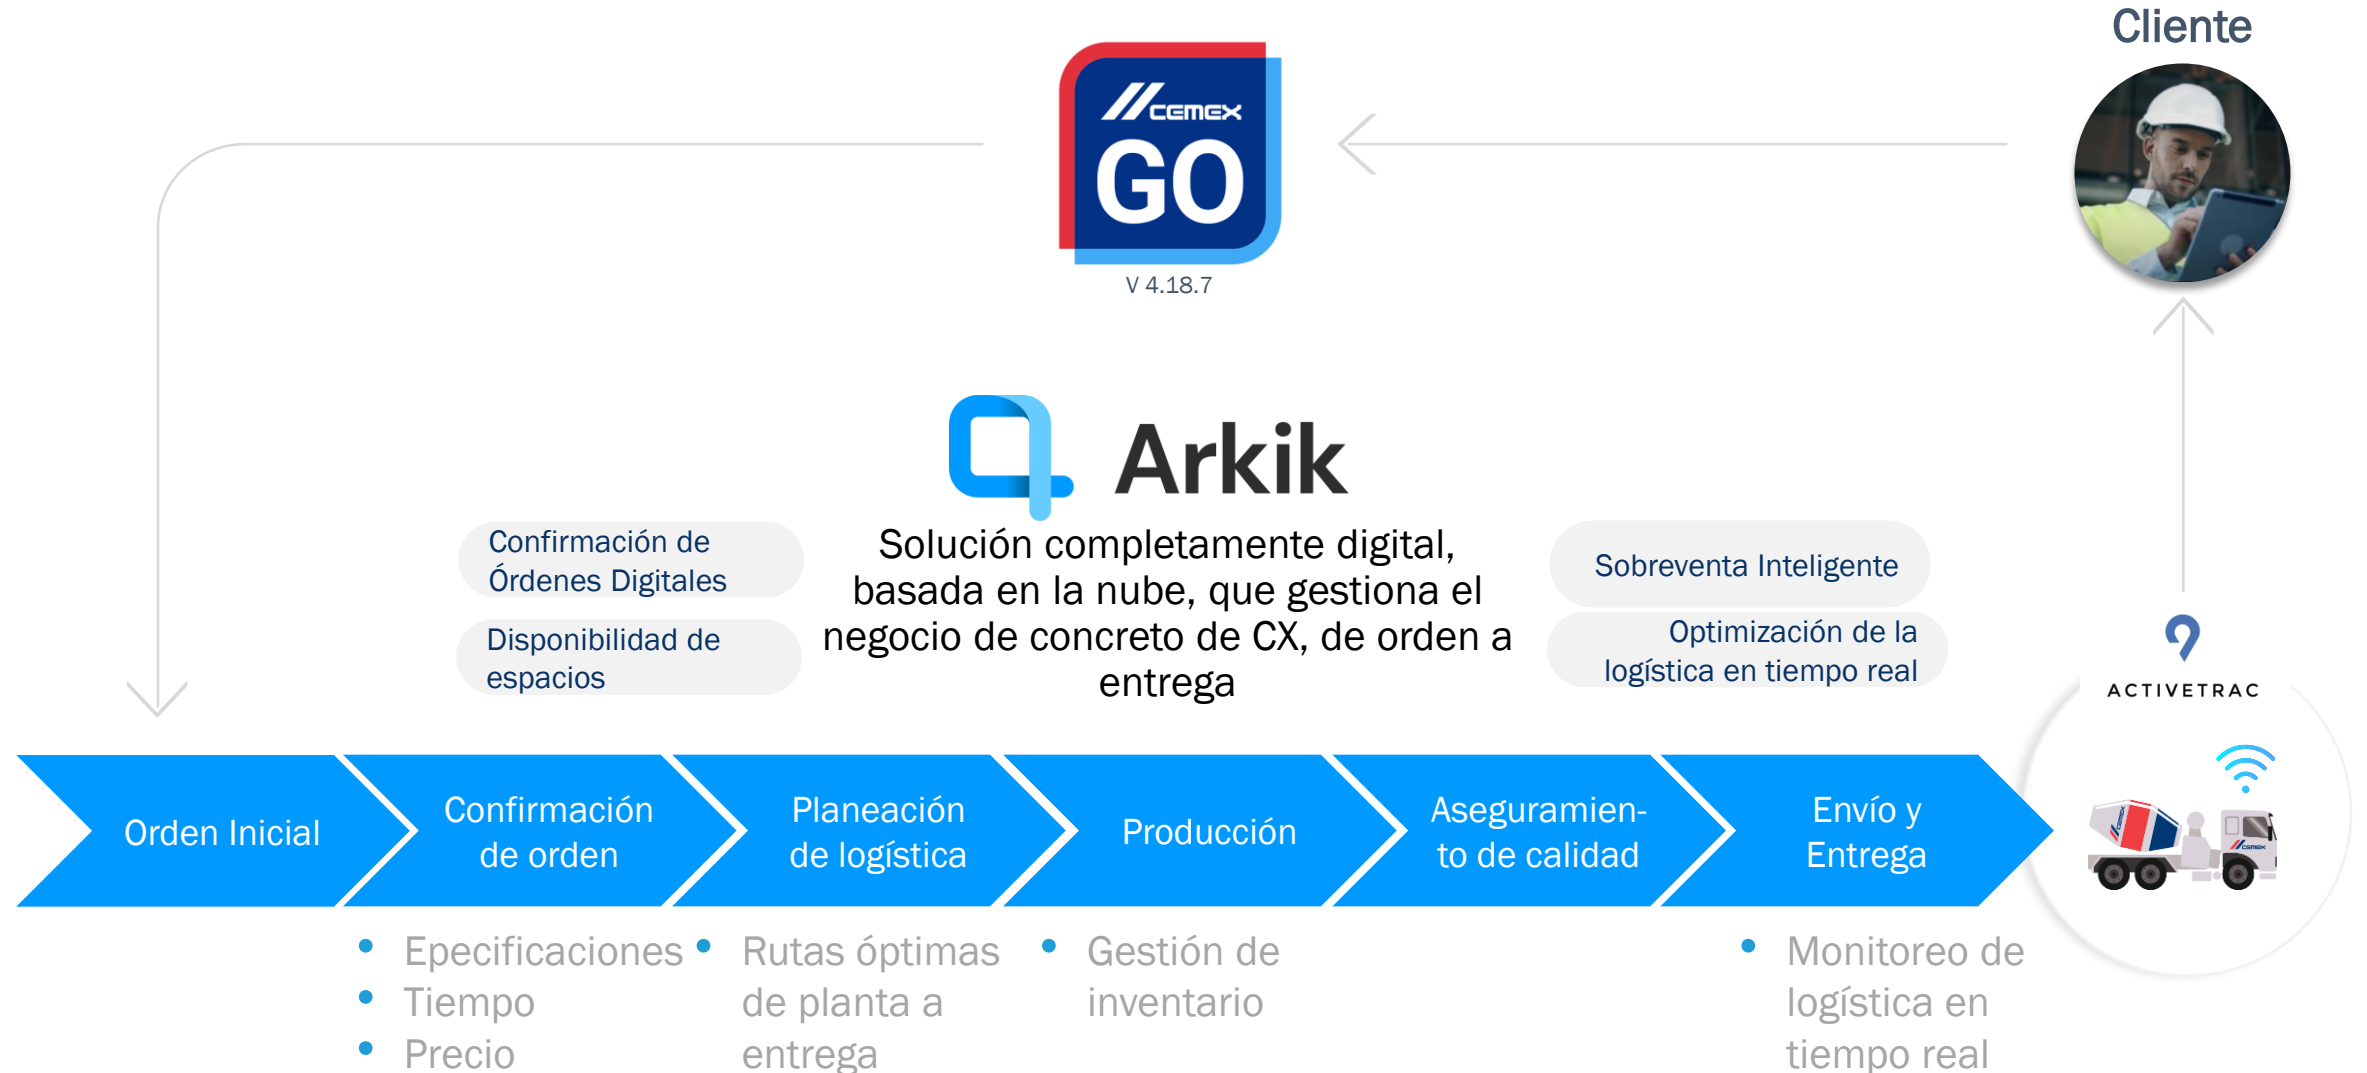 Cliente
CEMEX
GO
V 4.18.7
Arkik
Solución completamente digital,
basada en la nube, que gestiona el
negocio de concreto de CX, de orden a
entrega
Confirmación de
Órdenes Digitales
Disponibilidad de
espacios
Sobreventa Inteligente
Optimización de la
logística en tiempo real
ACTIVETRAC
Orden Inicial
Confirmación
de orden
Planeación
de logística
Producción
Aseguramien-
to de calidad
Envío y
Entrega
CEMEX
CEMEX
• Epecificaciones
• Tiempo
• Precio
• Rutas óptimas
de planta a
entrega
• Gestión de
inventario
• Monitoreo de
logística en
tiempo real